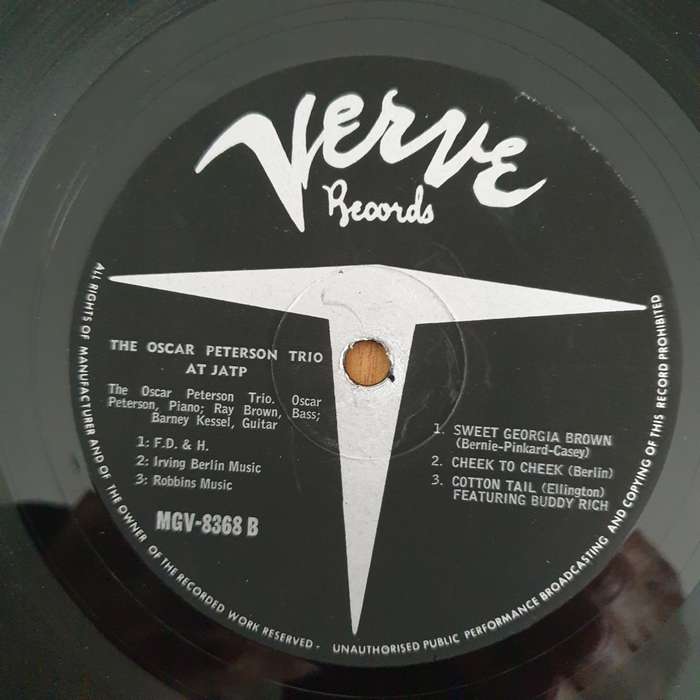 VERVE
Records
THE OSCAR PETERSON TRIO
AT JATP
The Oscar Peterson Trio. Oscar
Peterson, Piano; Ray Brown, Bass;
Barney Kessel, Guitar
1: F.D. & H.
2: Irving Berlin Music
3: Robbins Music
MGV-8368 B
1. SWEET GEORGIA BROWN
(Bernie-Pinkard-Casey)
2. CHEEK TO CHEEK (Berlin)
3. COTTON TAIL (Ellington)
FEATURING BUDDY RICH
ALL RIGHTS OF MANUFACTURER AND OF THE OWNER OF THE RECORDED WORK RESERVED - UNAUTHORISED PUBLIC PERFORMANCE BROADCASTING AND COPYING OF THIS RECORD PROHIBITED